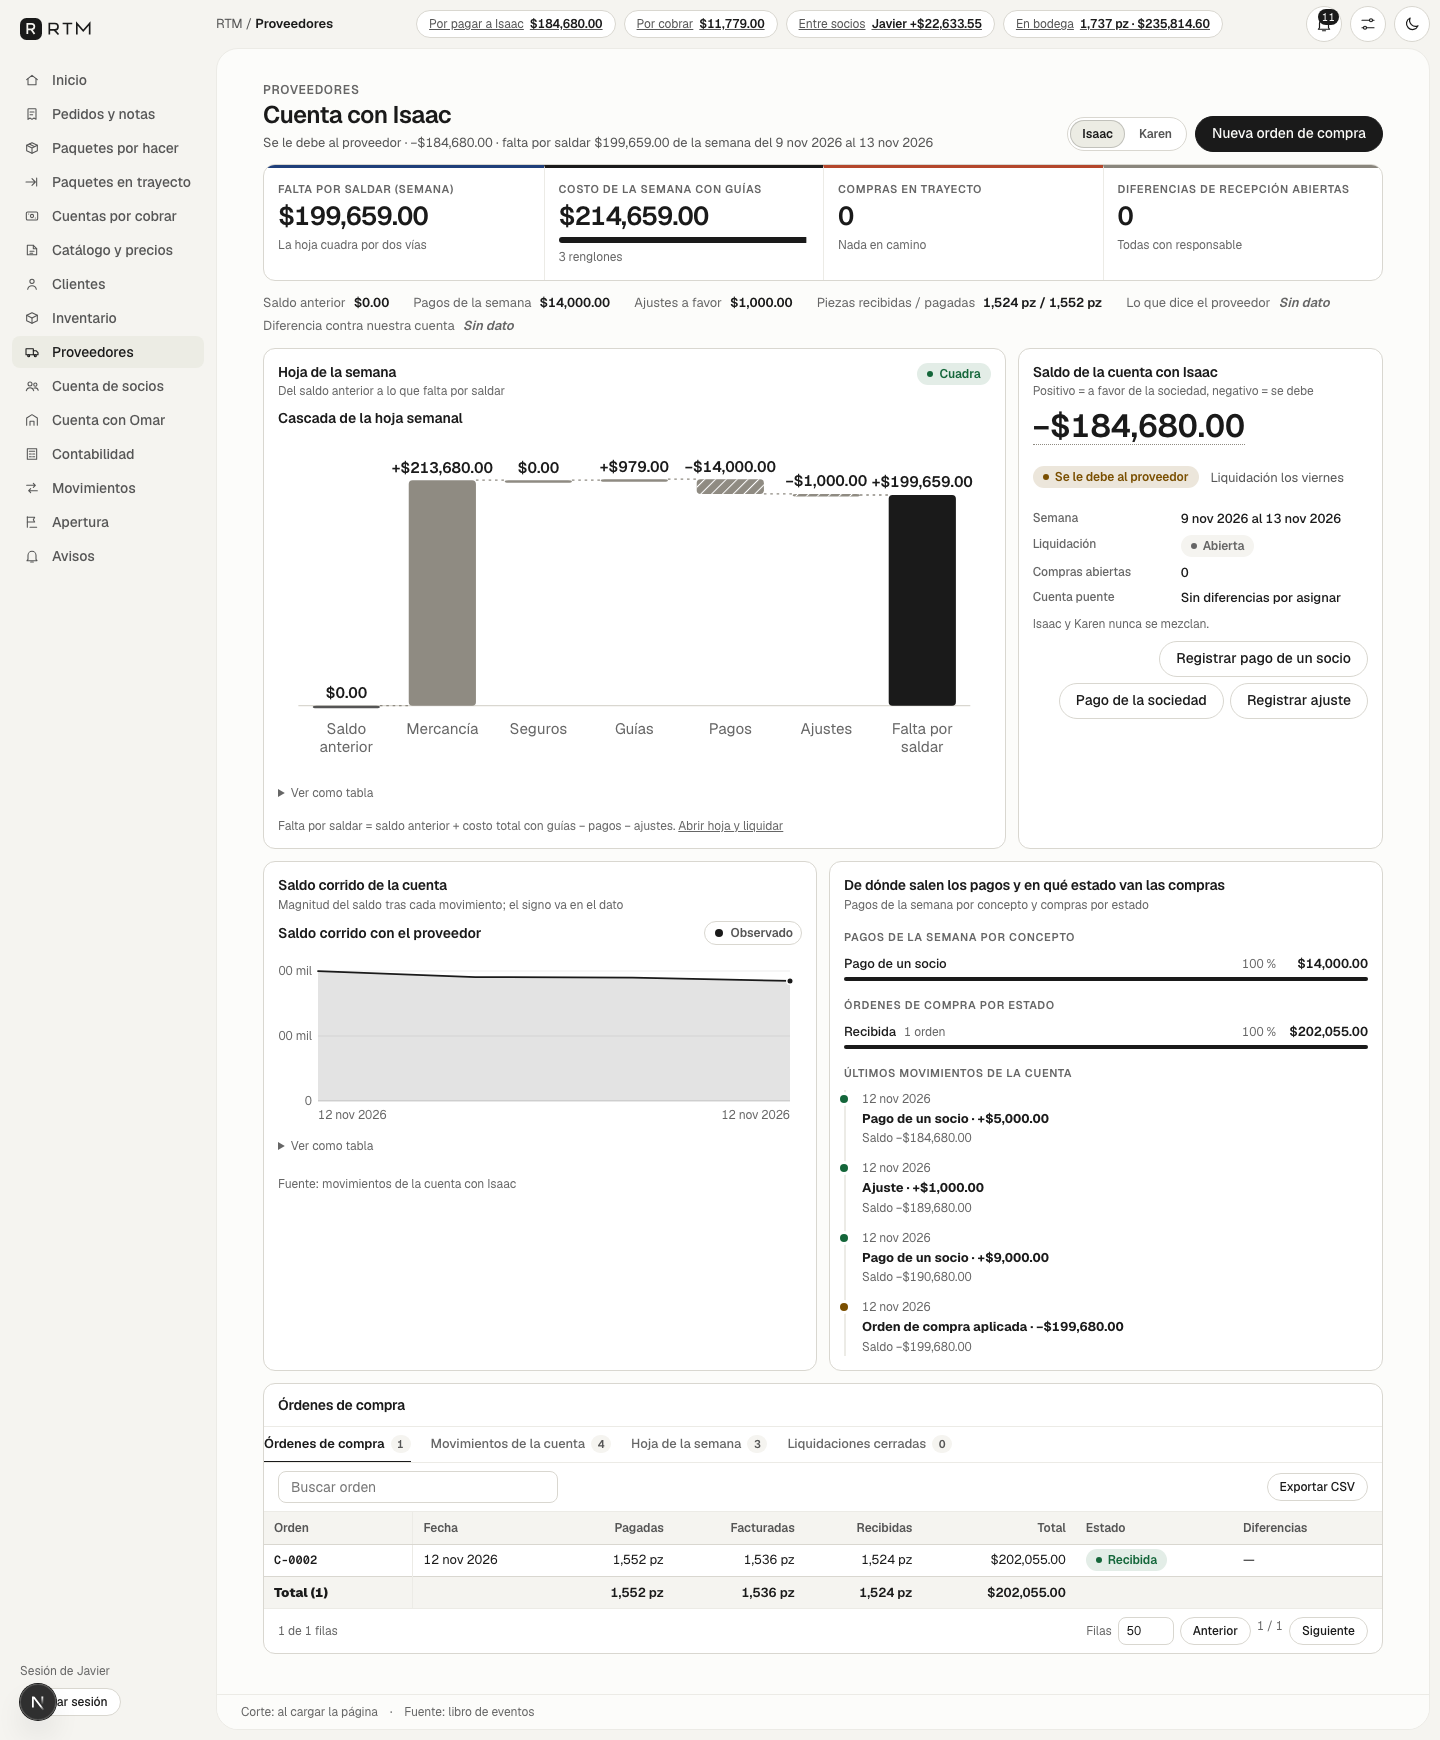 R RTM
RTM / Proveedores
Por pagar a Isaac $184,680.00
Por cobrar $11,779.00
Entre socios Javier +$22,633.55
En bodega 1,737 pz · $235,814.60
11
Inicio
Pedidos y notas
Paquetes por hacer
Paquetes en trayecto
Cuentas por cobrar
Catálogo y precios
Clientes
Inventario
Proveedores
Cuenta de socios
Cuenta con Omar
Contabilidad
Movimientos
Apertura
Avisos
Sesión de Javier
N ar sesión
PROVEEDORES
Cuenta con Isaac
Se le debe al proveedor · −$184,680.00 · falta por saldar $199,659.00 de la semana del 9 nov 2026 al 13 nov 2026
Isaac Karen
Nueva orden de compra
FALTA POR SALDAR (SEMANA)
$199,659.00
La hoja cuadra por dos vías
COSTO DE LA SEMANA CON GUÍAS
$214,659.00
3 renglones
COMPRAS EN TRAYECTO
0
Nada en camino
DIFERENCIAS DE RECEPCIÓN ABIERTAS
0
Todas con responsable
Saldo anterior $0.00 Pagos de la semana $14,000.00 Ajustes a favor $1,000.00 Piezas recibidas / pagadas 1,524 pz / 1,552 pz Lo que dice el proveedor Sin dato
Diferencia contra nuestra cuenta Sin dato
Hoja de la semana
Cuadra
Del saldo anterior a lo que falta por saldar
Cascada de la hoja semanal
+$213,680.00 $0.00 +$979.00 −$14,000.00 −$1,000.00 +$199,659.00
$0.00
Saldo anterior
Mercancía
Seguros
Guías
Pagos
Ajustes
Falta por saldar
Ver como tabla
Falta por saldar = saldo anterior + costo total con guías − pagos − ajustes. Abrir hoja y liquidar
Saldo de la cuenta con Isaac
Positivo = a favor de la sociedad, negativo = se debe
−$184,680.00
Se le debe al proveedor Liquidación los viernes
Semana 9 nov 2026 al 13 nov 2026
Liquidación Abierta
Compras abiertas 0
Cuenta puente Sin diferencias por asignar
Isaac y Karen nunca se mezclan.
Registrar pago de un socio
Pago de la sociedad Registrar ajuste
Saldo corrido de la cuenta
Magnitud del saldo tras cada movimiento; el signo va en el dato
Saldo corrido con el proveedor
Observado
00 mil
00 mil
0
12 nov 2026 12 nov 2026
Ver como tabla
Fuente: movimientos de la cuenta con Isaac
De dónde salen los pagos y en qué estado van las compras
Pagos de la semana por concepto y compras por estado
PAGOS DE LA SEMANA POR CONCEPTO
Pago de un socio 100 % $14,000.00
ÓRDENES DE COMPRA POR ESTADO
Recibida 1 orden 100 % $202,055.00
ÚLTIMOS MOVIMIENTOS DE LA CUENTA
12 nov 2026
Pago de un socio · +$5,000.00
Saldo −$184,680.00
12 nov 2026
Ajuste · +$1,000.00
Saldo −$189,680.00
12 nov 2026
Pago de un socio · +$9,000.00
Saldo −$190,680.00
12 nov 2026
Orden de compra aplicada · −$199,680.00
Saldo −$199,680.00
Órdenes de compra
Órdenes de compra 1 Movimientos de la cuenta 4 Hoja de la semana 3 Liquidaciones cerradas 0
Buscar orden
Exportar CSV
Orden Fecha Pagadas Facturadas Recibidas Total Estado Diferencias
C-0002 12 nov 2026 1,552 pz 1,536 pz 1,524 pz $202,055.00 Recibida —
Total (1) 1,552 pz 1,536 pz 1,524 pz $202,055.00
1 de 1 filas
Filas 50 Anterior 1 / 1 Siguiente
Corte: al cargar la página · Fuente: libro de eventos